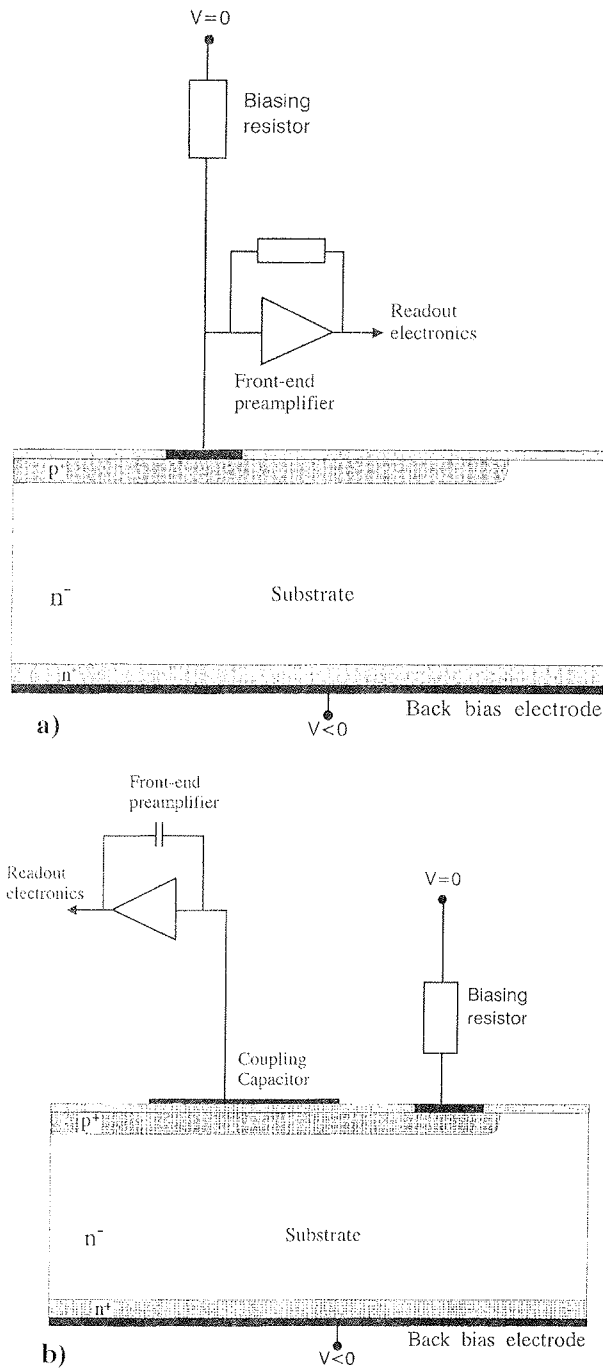 V=0
Biasing
resistor
Readout
electronics
Front-end
preamplifier
p+
n-
Substrate
n+
Back bias electrode
a)
V<0
Front-end
preamplifier
Readout
electronics
V=0
Biasing
resistor
Coupling
Capacitor
p+
n-
Substrate
n+
Back bias electrode
b)
V<0